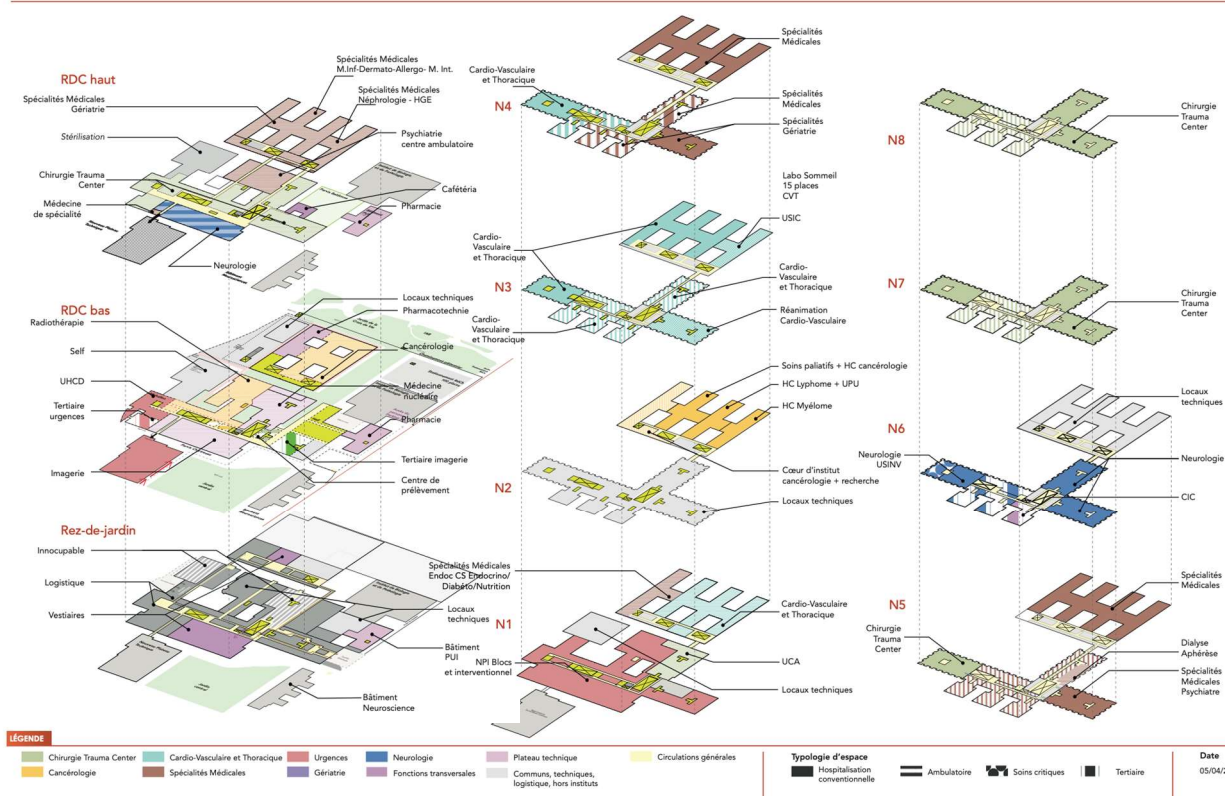 RDC haut
Spécialités Médicales
M.Inf-Dermato-Allergo- M. Int.
Spécialités Médicales
Gériatrie
Spécialités Médicales
Néphrologie - HGE
Stérilisation
Psychiatrie
centre ambulatoire
Chirurgie Trauma
Center
Cafétéria
Médecine
de spécialité
Pharmacie
Neurologie
RDC bas
Locaux techniques
Pharmacotechnie
Radiothérapie
Self
Cancérologie
UHCD
Médecine
nucléaire
Tertiaire
urgences
Pharmacie
Imagerie
Tertiaire imagerie
Centre de
prélèvement
Rez-de-jardin
Innocupable
Logistique
Vestiaires
Locaux
techniques
Bâtiment
PUI
Bâtiment
Neuroscience
N4
Spécialités
Médicales
Cardio-Vasculaire
et Thoracique
Spécialités
Médicales
Spécialités
Gériatrie
Labo Sommeil
15 places
CVT
N3
USIC
Cardio-
Vasculaire
et Thoracique
Cardio-
Vasculaire
et Thoracique
Cardio-
Vasculaire
et Thoracique
Réanimation
Cardio-Vasculaire
N2
Soins paliatifs + HC cancérologie
HC Lyphome + UPU
HC Myélome
Cœur d'institut
cancérologie + recherche
Locaux techniques
N1
Spécialités Médicales
Endoc CS Endocrino/
Diabéto/Nutrition
Cardio-Vasculaire
et Thoracique
NPI Blocs
et interventionnel
UCA
Locaux techniques
N8
Chirurgie
Trauma
Center
N7
Chirurgie
Trauma
Center
N6
Locaux
techniques
Neurologie
USINV
Neurologie
CIC
N5
Spécialités
Médicales
Chirurgie
Trauma
Center
Dialyse
Aphérèse
Spécialités
Médicales
Psychiatre
LÉGENDE
Chirurgie Trauma Center
Cardio-Vasculaire et Thoracique
Urgences
Neurologie
Plateau technique
Circulations générales
Cancérologie
Spécialités Médicales
Gériatrie
Fonctions transversales
Communs, techniques,
logistique, hors instituts
Typologie d'espace
Hospitalisation
conventionnelle
Ambulatoire
Soins critiques
Tertiaire
Date
05/04/2